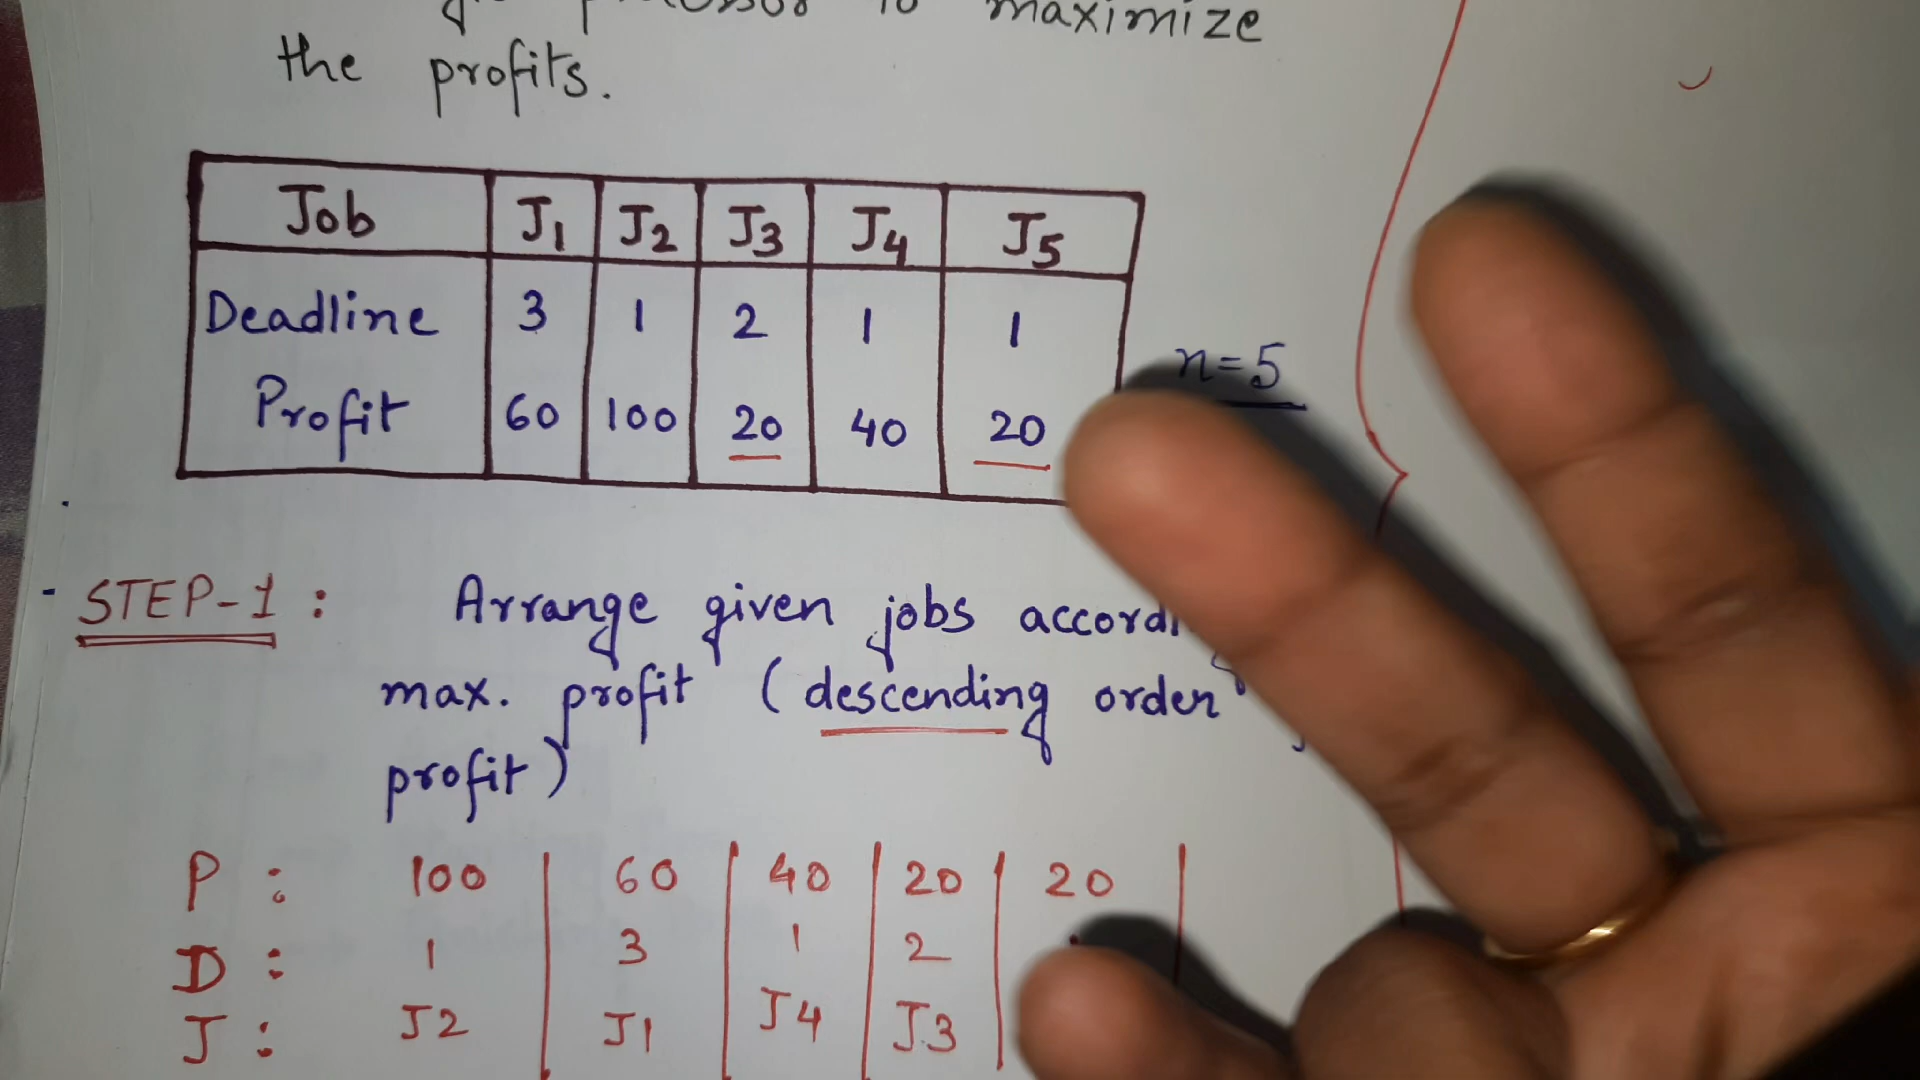 to maximize
the profits.
Job J1 J2 J3 J4 J5
Deadline 3 1 2 1 1
Profit 60 100 20 40 20
n=5
STEP-1 : Arrange given jobs
max. profit (descending order
profit)
P : 100 60 40 20 20
D : 1 3 1 2
J : J2 J1 J4 J3